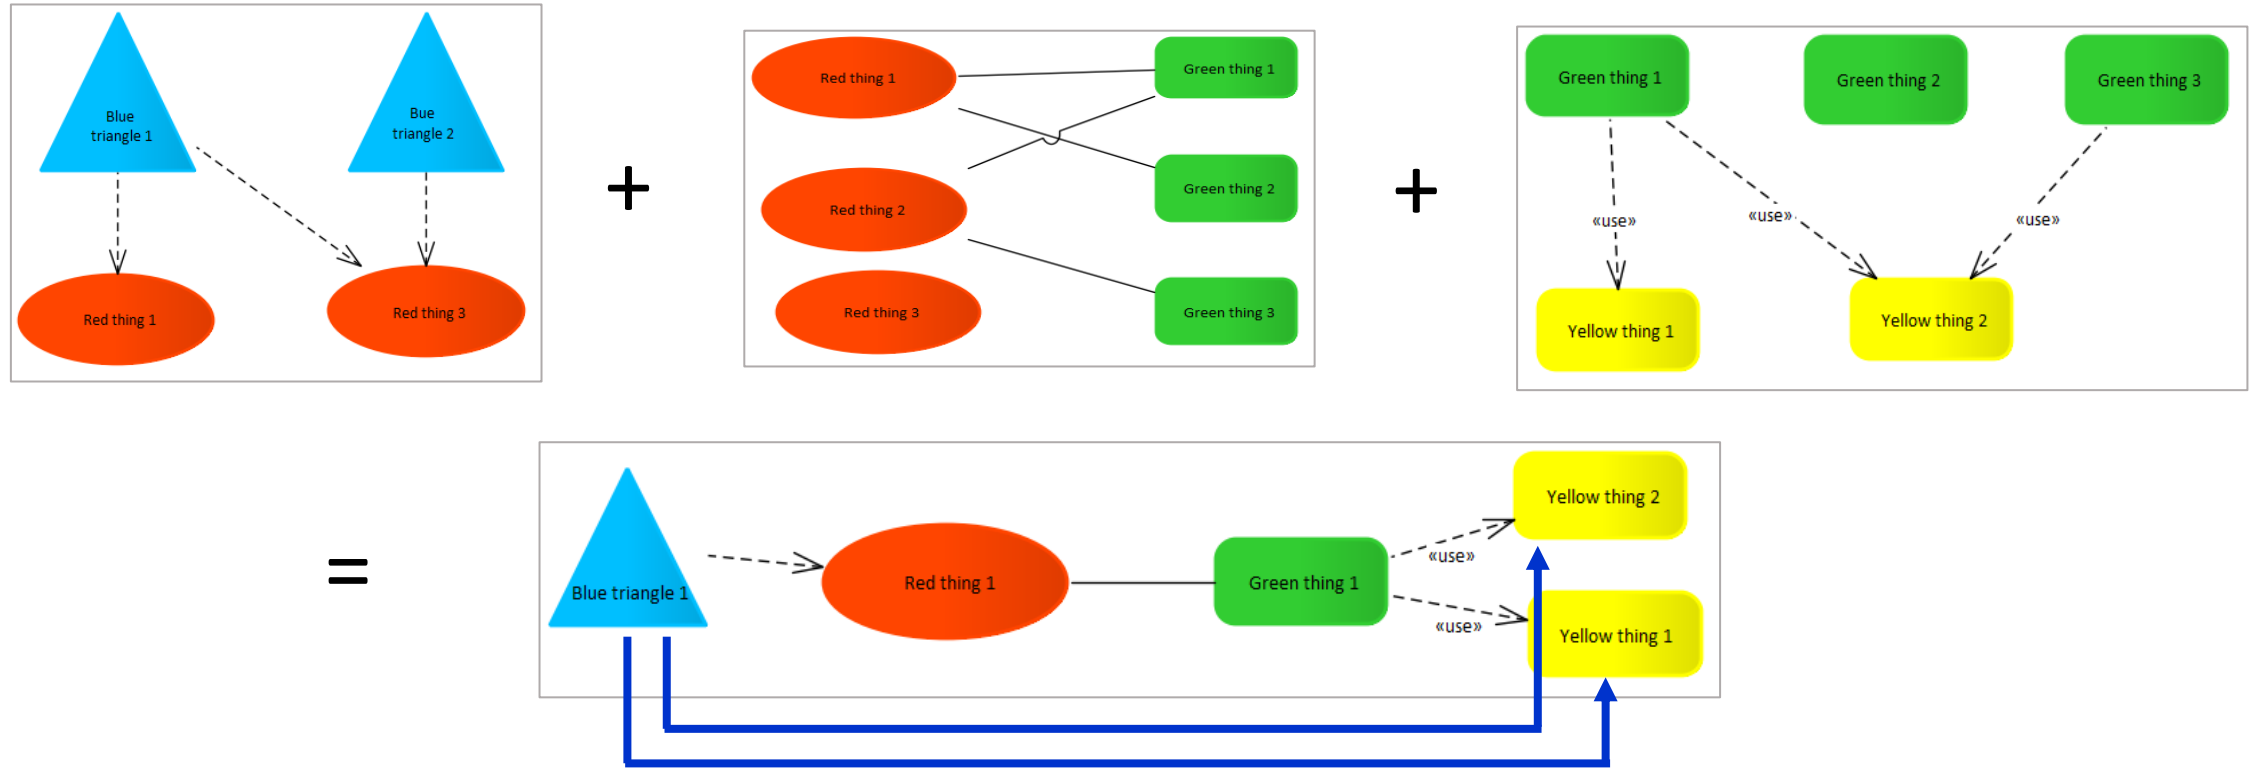 Blue
triangle 1
Bue
triangle 2
Red thing 1
Red thing 3
+
Red thing 1
Red thing 2
Red thing 3
Green thing 1
Green thing 2
Green thing 3
+
Green thing 1
Green thing 2
Green thing 3
«use»
«use»
«use»
Yellow thing 1
Yellow thing 2
=
Blue triangle 1
Red thing 1
Green thing 1
«use»
«use»
Yellow thing 2
Yellow thing 1